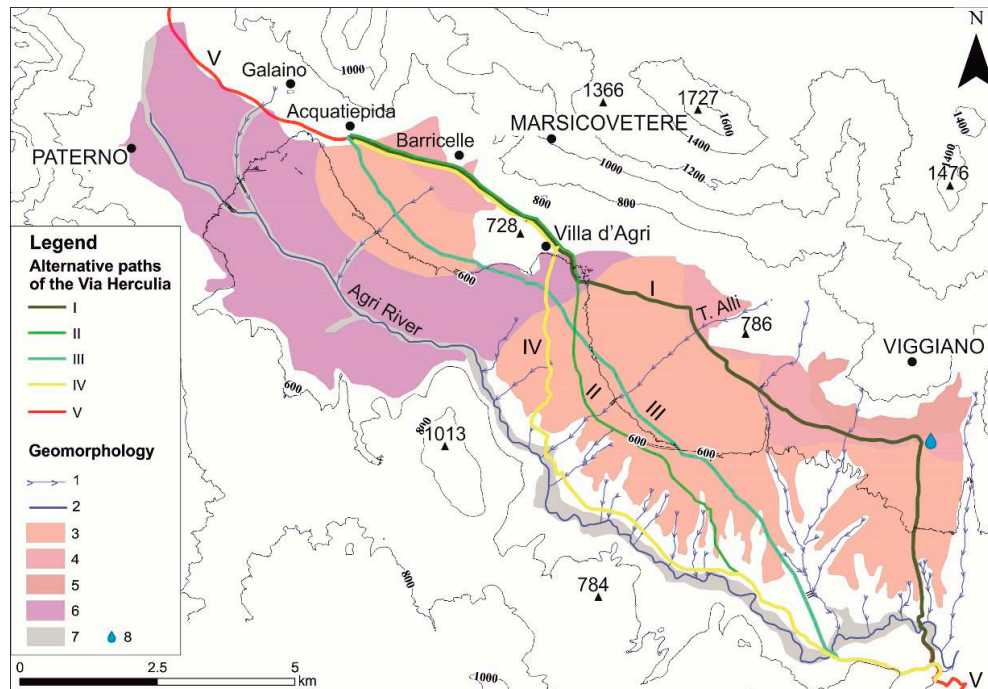 N
V
Galaino
1000
Acquatiepida
1366
1727
1600
MARSICOVETERE
1400
1400
1400
Barricelle
PATERNO
1000
1200
1476
800
800
728
Villa d'Agri
600
I
T. Alli
786
Agri River
VIGGIANO
IV
II
III
600
600
600
800
1013
800
784
1000
V
Legend
Alternative paths
of the Via Herculia
I
II
III
IV
V
Geomorphology
1
2
3
4
5
6
7 8
0 2.5 5
km